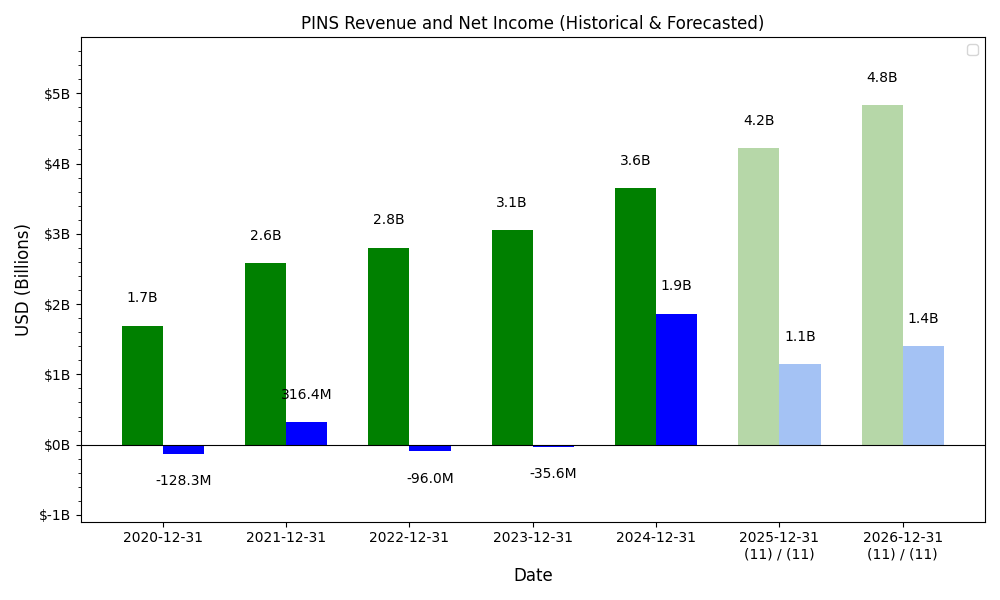 PINS Revenue and Net Income (Historical & Forecasted)
USD (Billions)
$5B
$4B
$3B
$2B
$1B
$0B
$-1B
1.7B
-128.3M
2.6B
316.4M
2.8B
-96.0M
3.1B
-35.6M
3.6B
1.9B
4.2B
1.1B
4.8B
1.4B
2020-12-31
2021-12-31
2022-12-31
2023-12-31
2024-12-31
2025-12-31
(11) / (11)
2026-12-31
(11) / (11)
Date